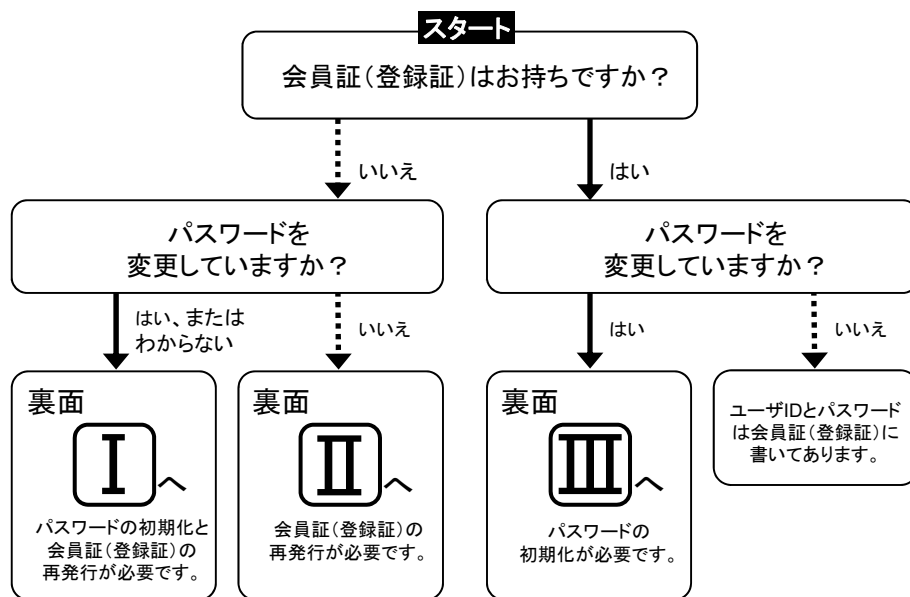 スタート
会員証(登録証)はお持ちですか？
いいえ
はい
パスワードを
変更していますか？
パスワードを
変更していますか？
はい、または
わからない
いいえ
はい
いいえ
裏面
Ⅰへ
パスワードの初期化と
会員証(登録証)の
再発行が必要です。
裏面
Ⅱへ
会員証(登録証)の
再発行が必要です。
裏面
Ⅲへ
パスワードの
初期化が必要です。
ユーザIDとパスワード
は会員証(登録証)に
書いてあります。